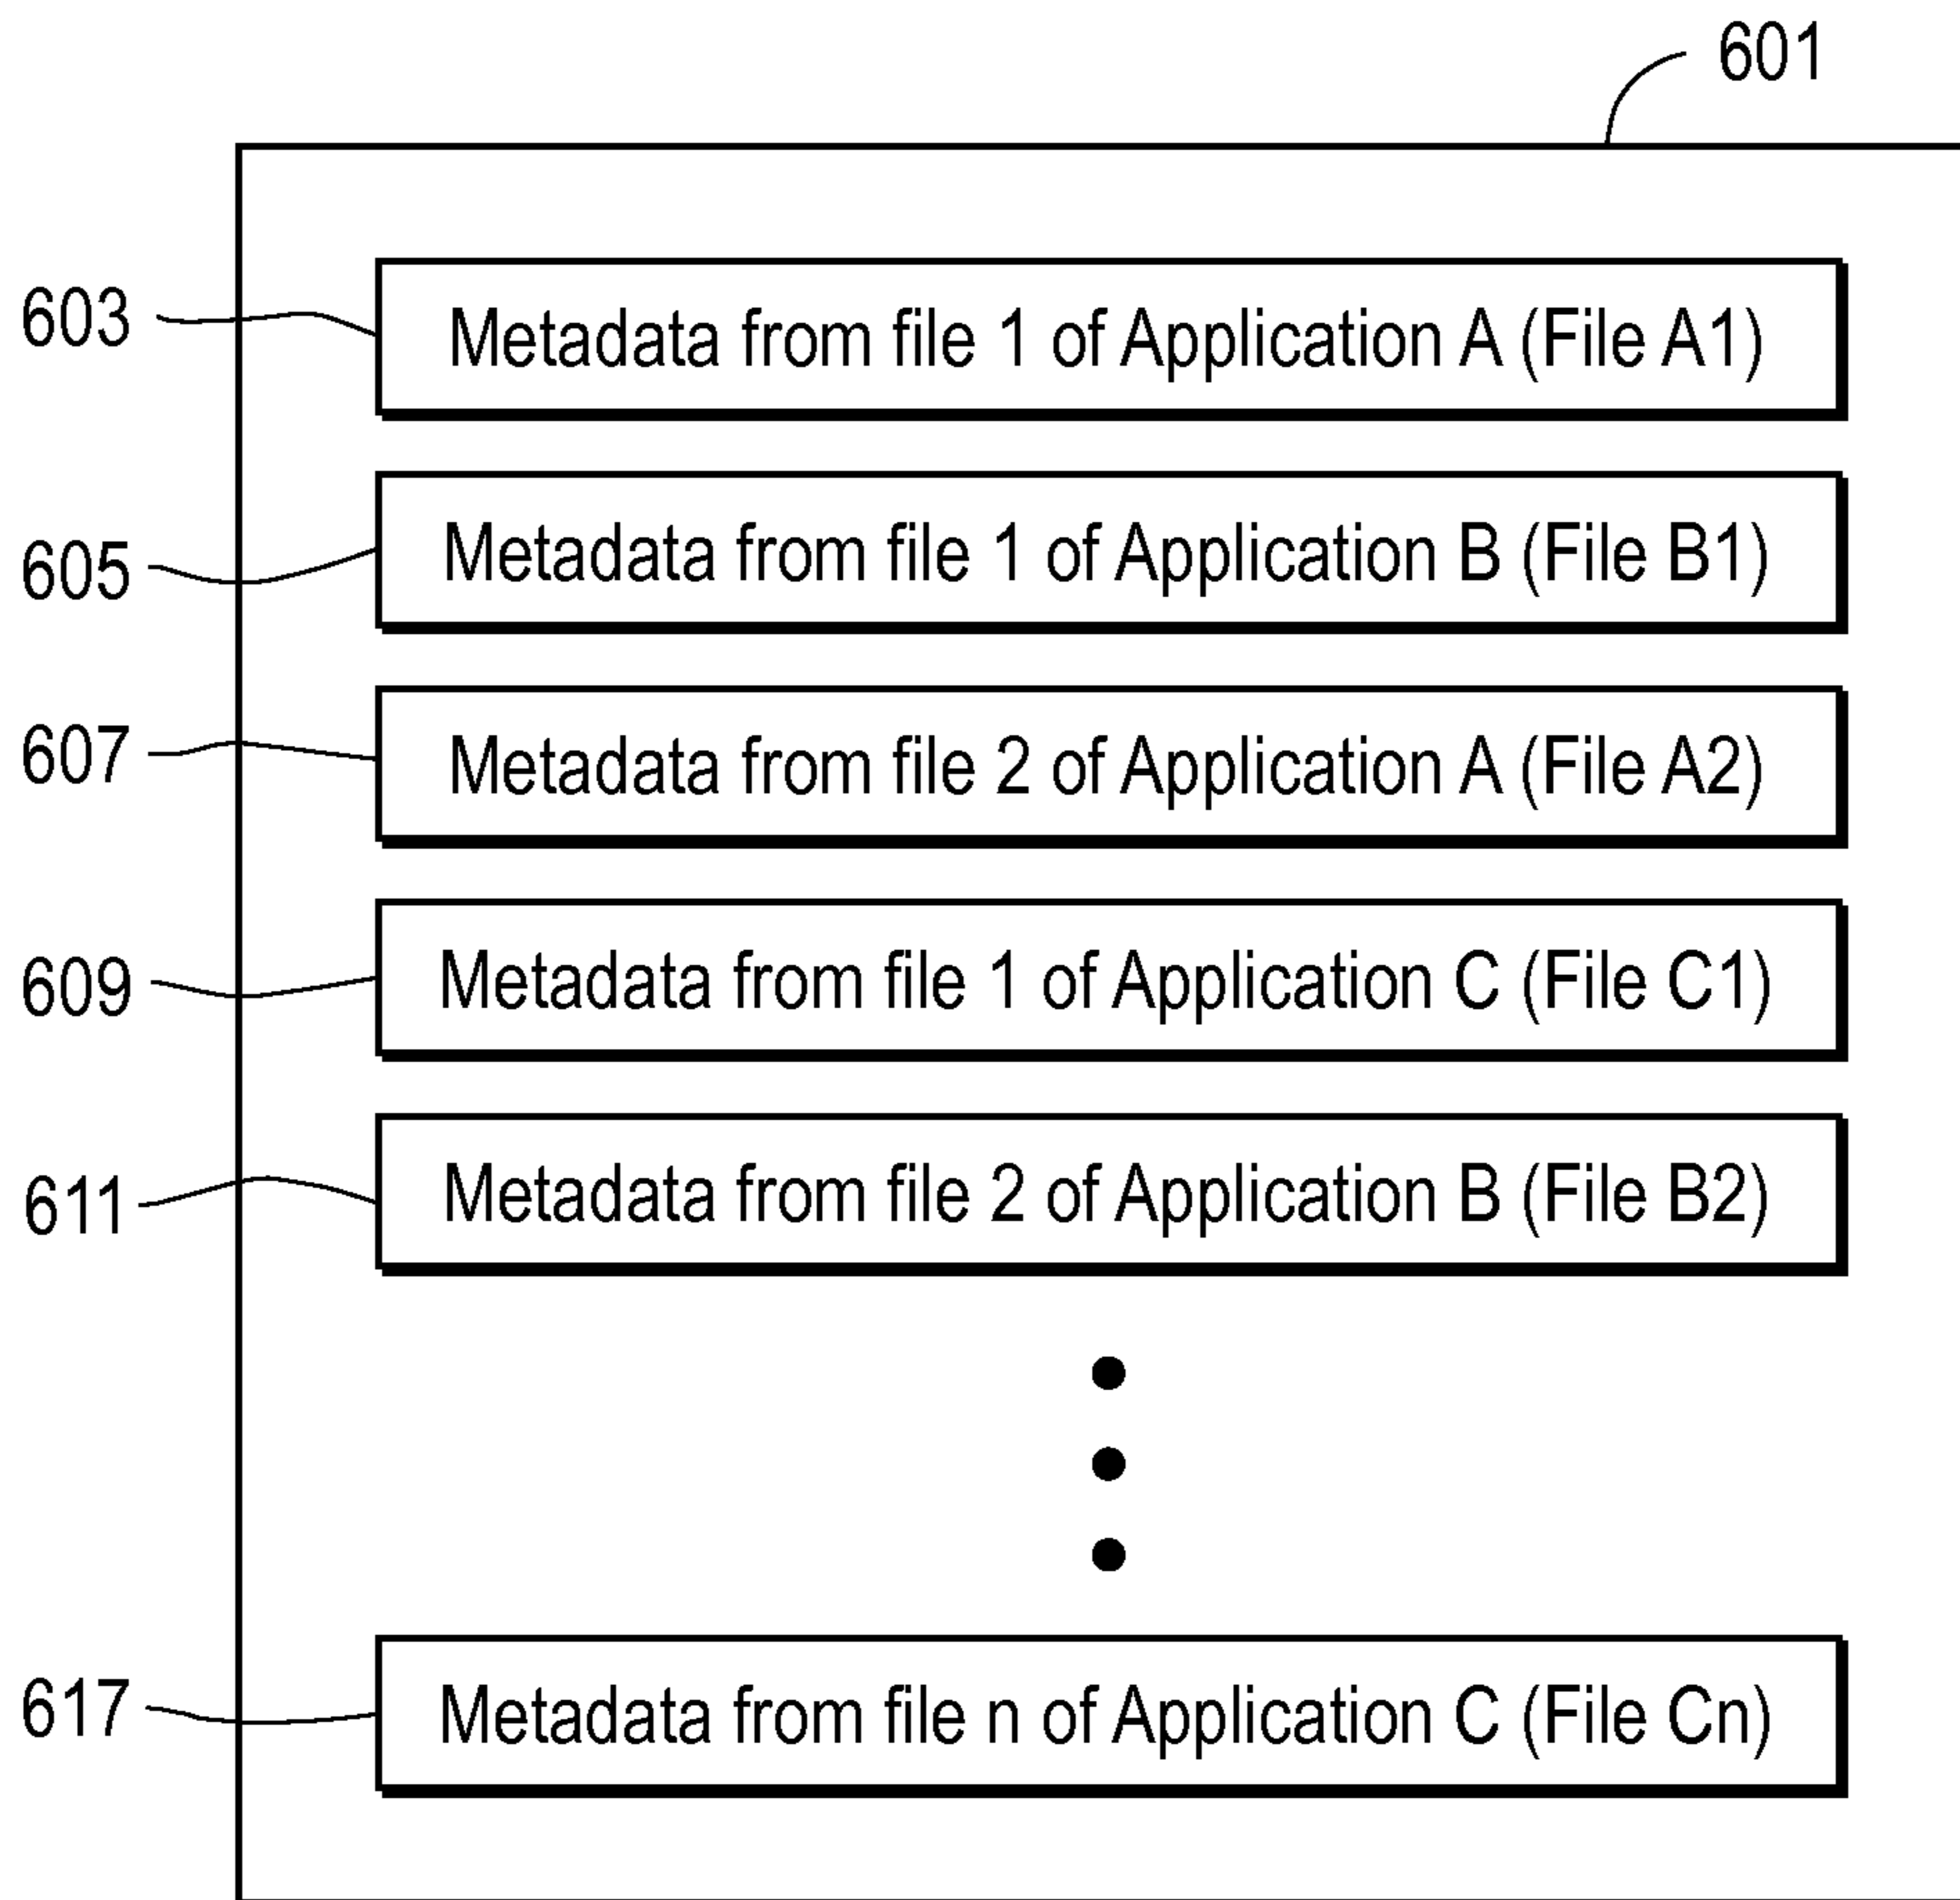 601
603
Metadata from file 1 of Application A (File A1)
605
Metadata from file 1 of Application B (File B1)
607
Metadata from file 2 of Application A (File A2)
609
Metadata from file 1 of Application C (File C1)
611
Metadata from file 2 of Application B (File B2)
617
Metadata from file n of Application C (File Cn)